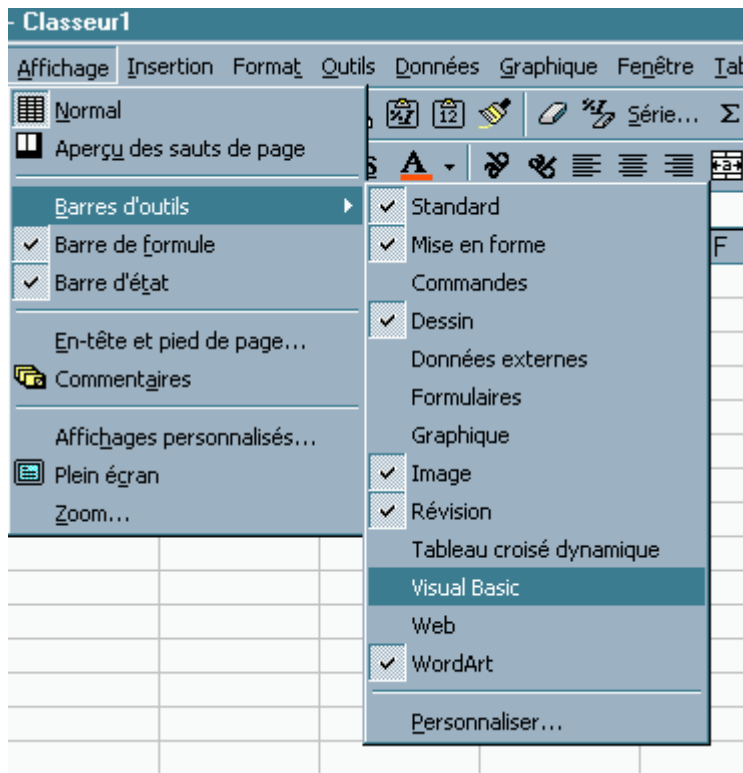 - Classeur1
Affichage Insertion Format Outils Données Graphique Fenêtre
12 Série... Σ
A
Normal
Aperçu des sauts de page
Barres d'outils
Barre de formule
Barre d'état
En-tête et pied de page...
Commentaires
Affichages personnalisés...
Plein écran
Zoom...
Standard
Mise en forme
Commandes
Dessin
Données externes
Formulaires
Graphique
Image
Révision
Tableau croisé dynamique
Visual Basic
Web
WordArt
Personnaliser...
F